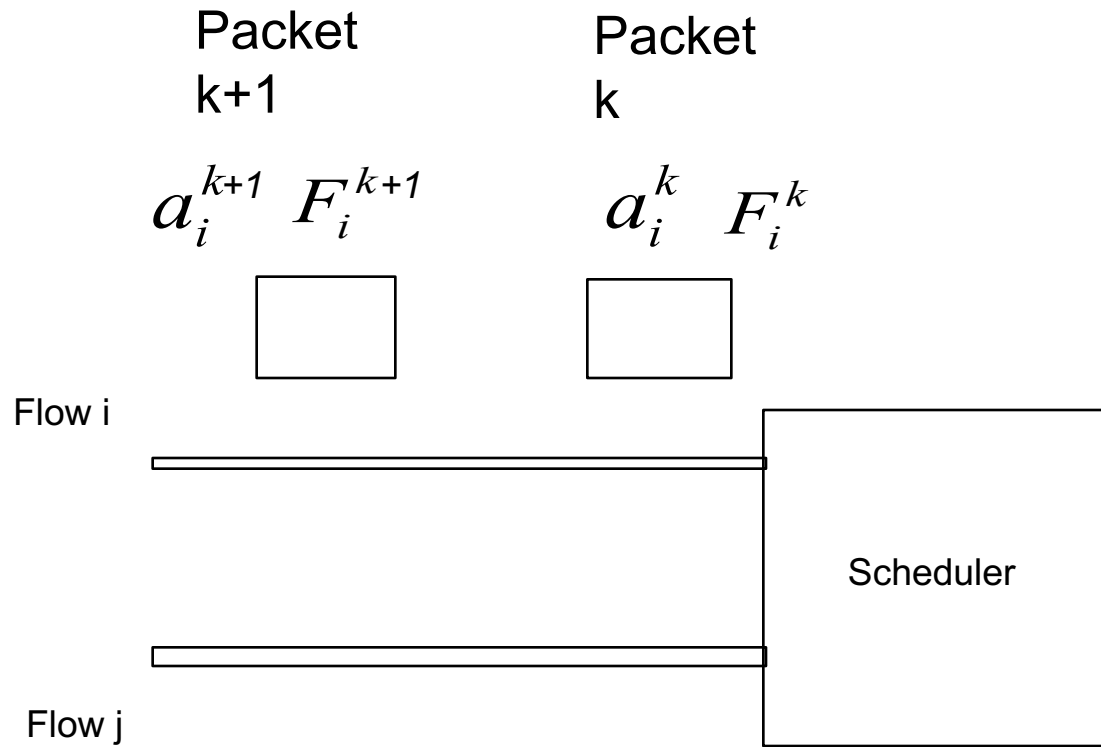 Packet
k+1
Packet
k
a_i^{k+1} F_i^{k+1}
a_i^k F_i^k
Flow i
Scheduler
Flow j